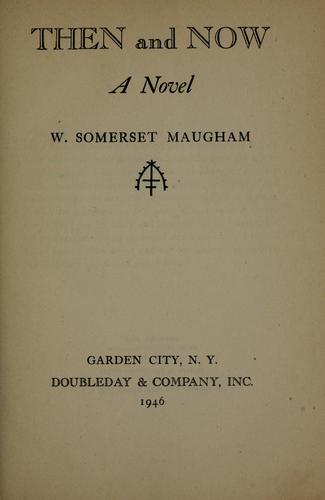 THEN and NOW
A Novel
W. SOMERSET MAUGHAM
GARDEN CITY, N. Y.
DOUBLEDAY & COMPANY, INC.
1946